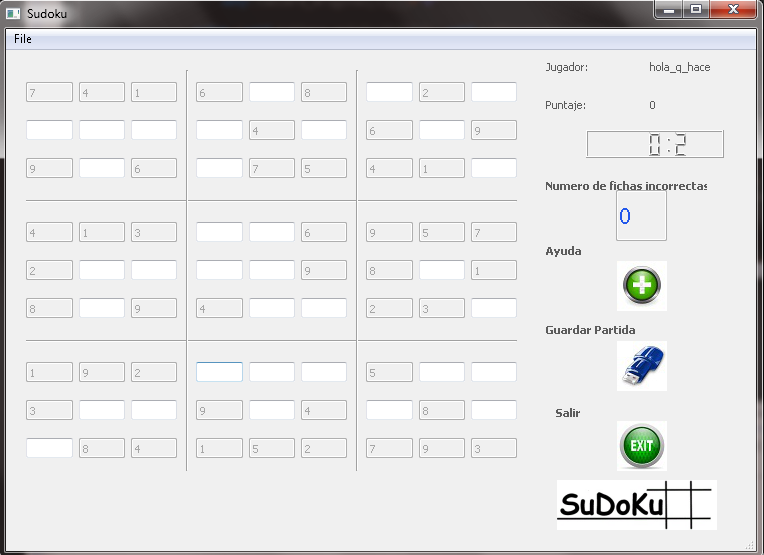 Sudoku
File
Jugador: hola_q_hace
7 4 1 6 8 2
Puntaje: 0
4 6 9
0:2
9 6 7 5 4 1
Numero de fichas incorrectas
0
4 1 3 6 9 5 7
Ayuda
2 9 8 1
8 9 4 2 3
Guardar Partida
1 9 2 5
3 9 4 8
Salir
EXIT
8 4 1 5 2 7 9 3
SuDoKu